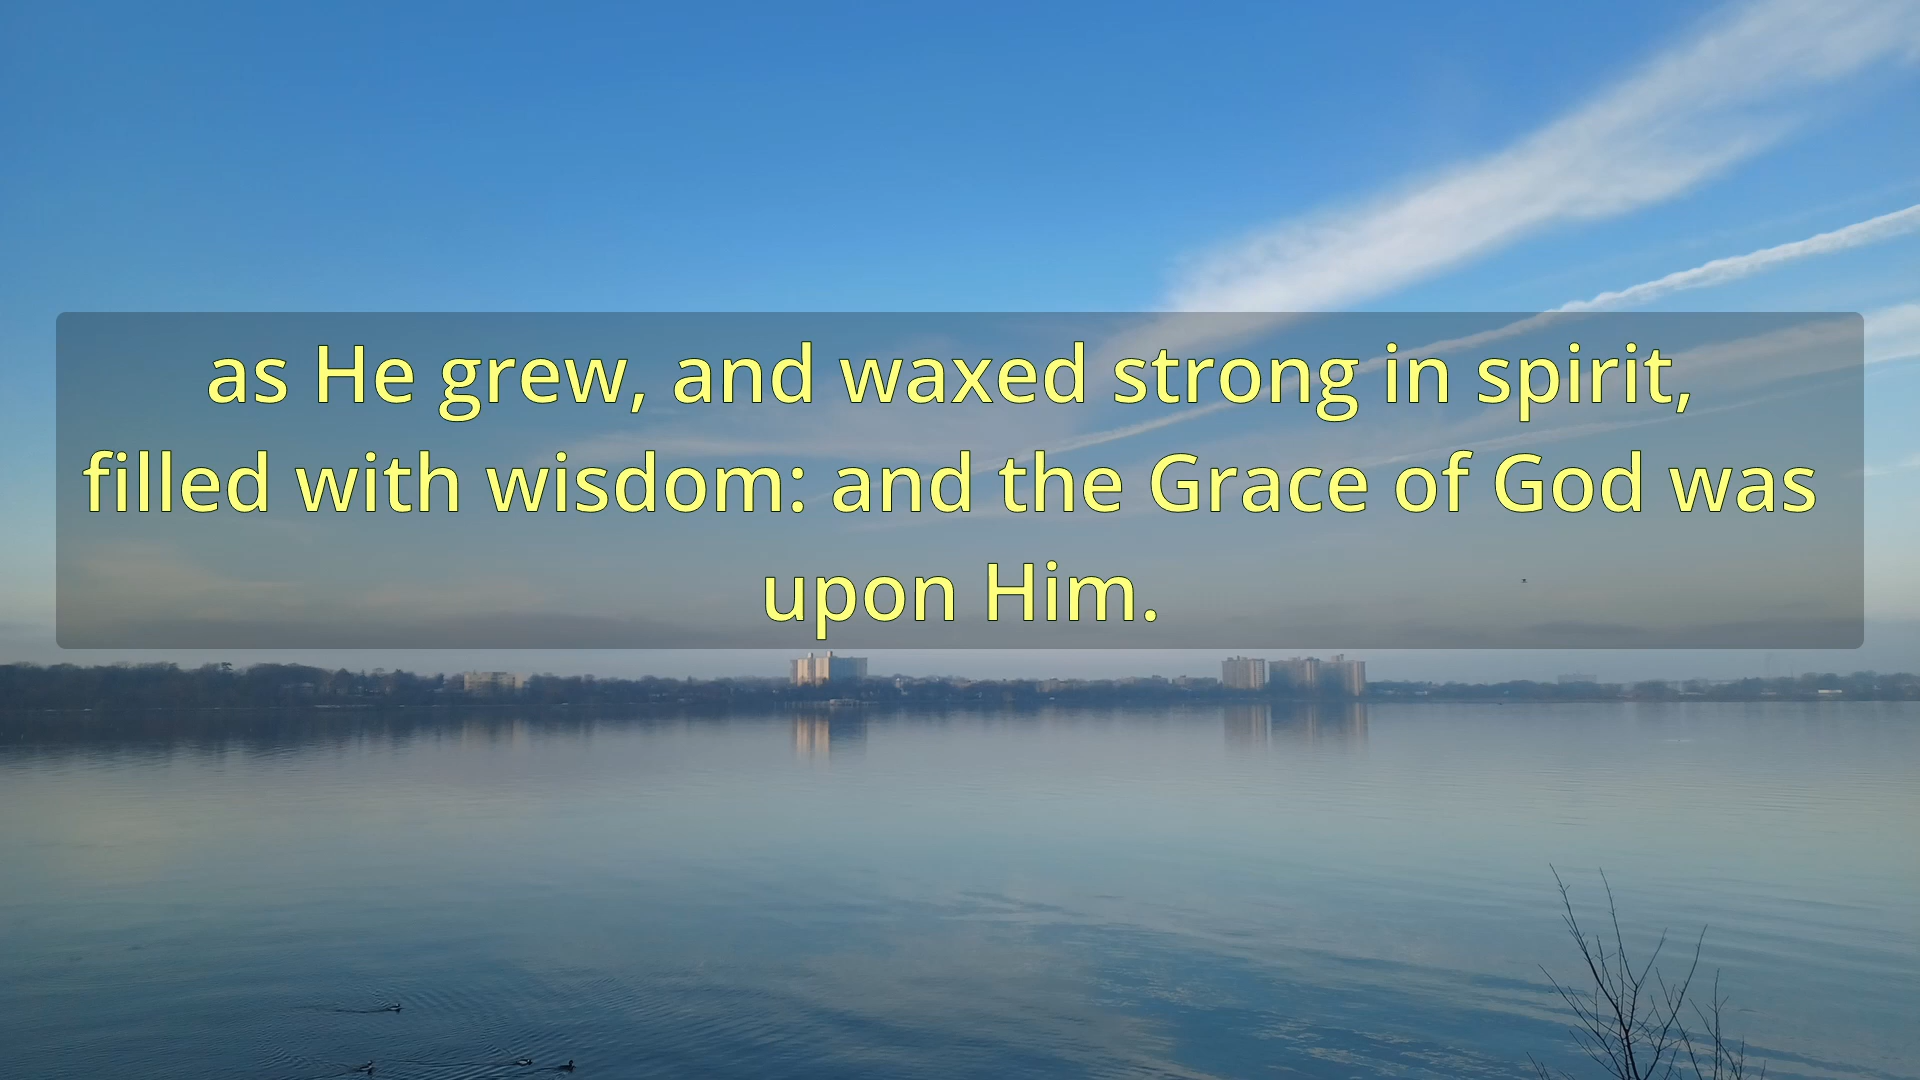 as He grew, and waxed strong in spirit,
filled with wisdom: and the Grace of God was
upon Him.